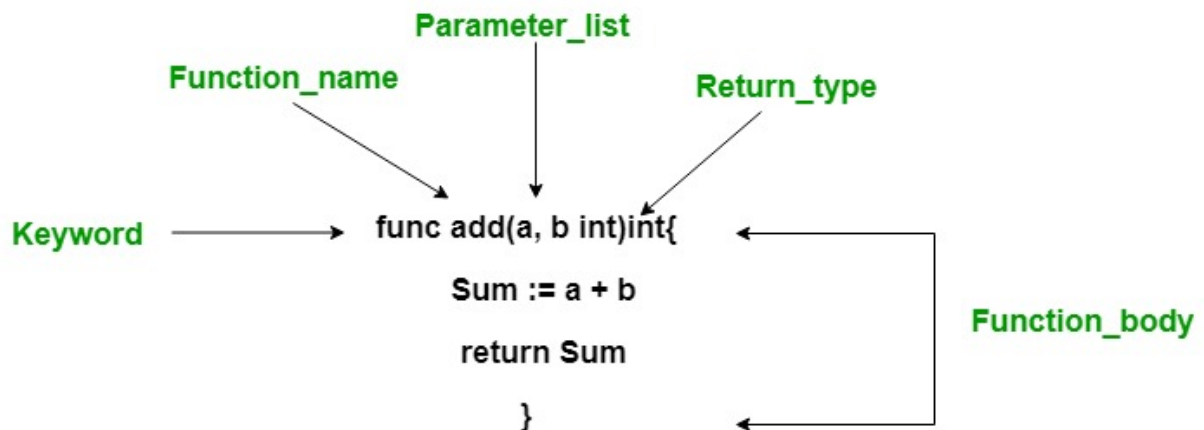 Parameter_list
Function_name
Return_type
Keyword
func add(a, b int)int{
Sum := a + b
Function_body
return Sum
}